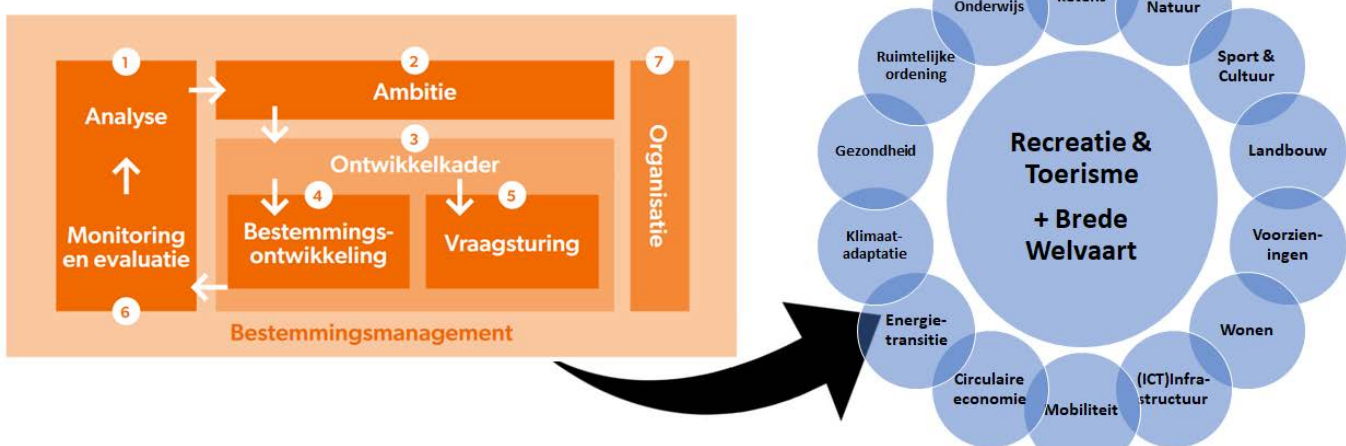 1
Analyse
Monitoring
en evaluatie
6
2
Ambitie
3
Ontwikkelkader
4
Bestemmings-
ontwikkeling
5
Vraagsturing
7
Organisatie
Bestemmingsmanagement
Onderwijs
Natuur
Ruimtelijke
ordening
Sport &
Cultuur
Gezondheid
Landbouw
Klimaat-
adaptatie
Voorzien-
ingen
Energie-
transitie
Wonen
Circulaire
economie
Mobiliteit
(ICT)Infra-
structuur
Recreatie &
Toerisme
+ Brede
Welvaart